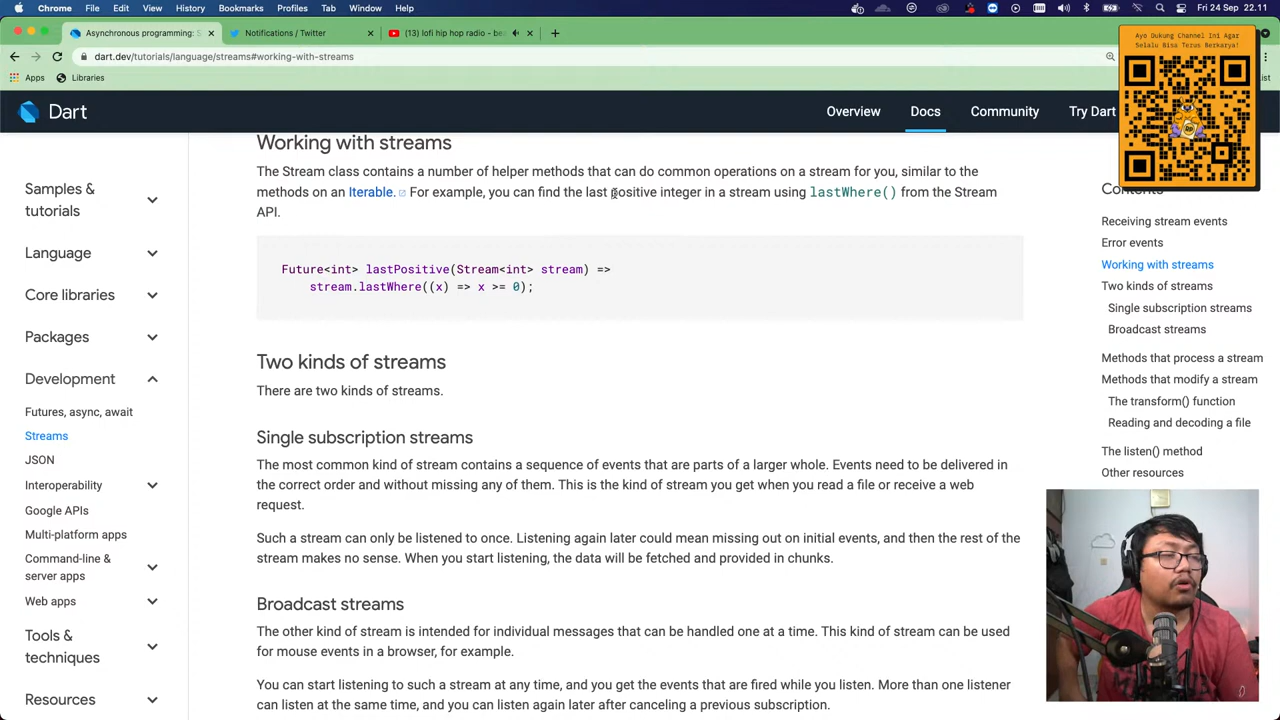 Chrome File Edit View History Bookmarks Profiles Tab Window Help
Fri 24 Sep 22.11
Asynchronous programming: S
Notifications / Twitter
(13) lofi hip hop radio - bea
dart.dev/tutorials/language/streams#working-with-streams
Apps
Libraries
Ayo Dukung Channel Ini Agar
Selalu Bisa Terus Berkarya!
Dart
Overview
Docs
Community
Try Dart
Samples &
tutorials
Language
Core libraries
Packages
Development
Futures, async, await
Streams
JSON
Interoperability
Google APIs
Multi-platform apps
Command-line &
server apps
Web apps
Tools &
techniques
Resources
Working with streams
The Stream class contains a number of helper methods that can do common operations on a stream for you, similar to the
methods on an Iterable. For example, you can find the last positive integer in a stream using lastWhere() from the Stream
API.
Future<int> lastPositive(Stream<int> stream) =>
stream.lastWhere((x) => x >= 0);
Two kinds of streams
There are two kinds of streams.
Single subscription streams
The most common kind of stream contains a sequence of events that are parts of a larger whole. Events need to be delivered in
the correct order and without missing any of them. This is the kind of stream you get when you read a file or receive a web
request.
Such a stream can only be listened to once. Listening again later could mean missing out on initial events, and then the rest of the
stream makes no sense. When you start listening, the data will be fetched and provided in chunks.
Broadcast streams
The other kind of stream is intended for individual messages that can be handled one at a time. This kind of stream can be used
for mouse events in a browser, for example.
You can start listening to such a stream at any time, and you get the events that are fired while you listen. More than one listener
can listen at the same time, and you can listen again later after canceling a previous subscription.
Contents
Receiving stream events
Error events
Working with streams
Two kinds of streams
Single subscription streams
Broadcast streams
Methods that process a stream
Methods that modify a stream
The transform() function
Reading and decoding a file
The listen() method
Other resources